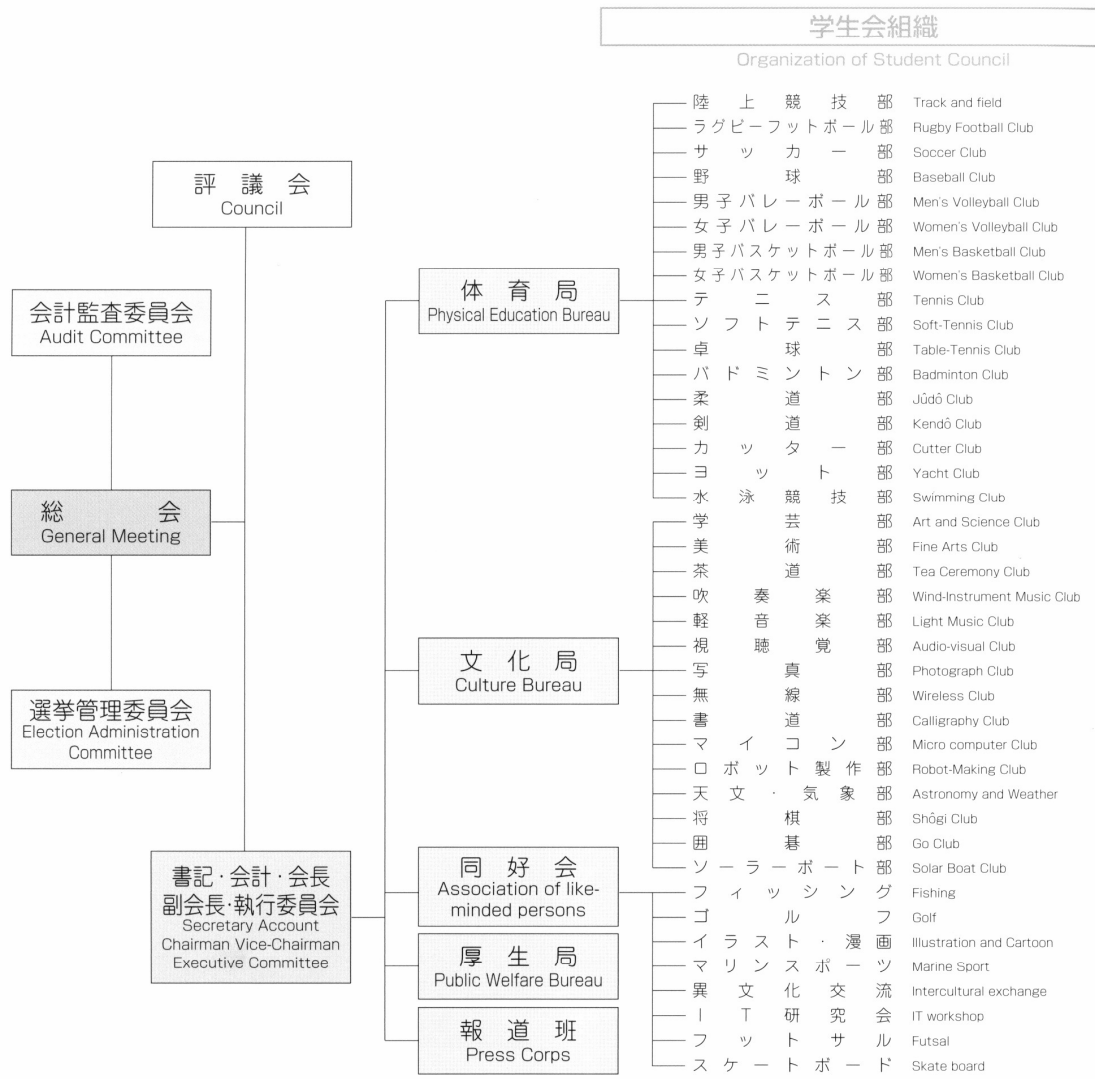 学生会組織
Organization of Student Council
評議会
Council
会計監査委員会
Audit Committee
総会
General Meeting
選挙管理委員会
Election Administration
Committee
書記・会計・会長
副会長・執行委員会
Secretary Account
Chairman Vice-Chairman
Executive Committee
体育局
Physical Education Bureau
陸上競技部 Track and field
ラグビーフットボール部 Rugby Football Club
サッカー部 Soccer Club
野球部 Baseball Club
男子バレーボール部 Men's Volleyball Club
女子バレーボール部 Women's Volleyball Club
男子バスケットボール部 Men's Basketball Club
女子バスケットボール部 Women's Basketball Club
テニス部 Tennis Club
ソフトテニス部 Soft-Tennis Club
卓球部 Table-Tennis Club
バドミントン部 Badminton Club
柔道部 Jûdô Club
剣道部 Kendô Club
カッター部 Cutter Club
ヨット部 Yacht Club
水泳競技部 Swimming Club
文化局
Culture Bureau
学芸部 Art and Science Club
美術部 Fine Arts Club
茶道部 Tea Ceremony Club
吹奏楽部 Wind-Instrument Music Club
軽音楽部 Light Music Club
視聴覚部 Audio-visual Club
写真部 Photograph Club
無線部 Wireless Club
書道部 Calligraphy Club
マイコン部 Micro computer Club
ロボット製作部 Robot-Making Club
天文・気象部 Astronomy and Weather
将棋部 Shôgi Club
囲碁部 Go Club
ソーラーボート部 Solar Boat Club
同好会
Association of like-
minded persons
フィッシング Fishing
ゴルフ Golf
イラスト・漫画 Illustration and Cartoon
マリンスポーツ Marine Sport
異文化交流 Intercultural exchange
IT研究会 IT workshop
フットサル Futsal
スケートボード Skate board
厚生局
Public Welfare Bureau
報道班
Press Corps